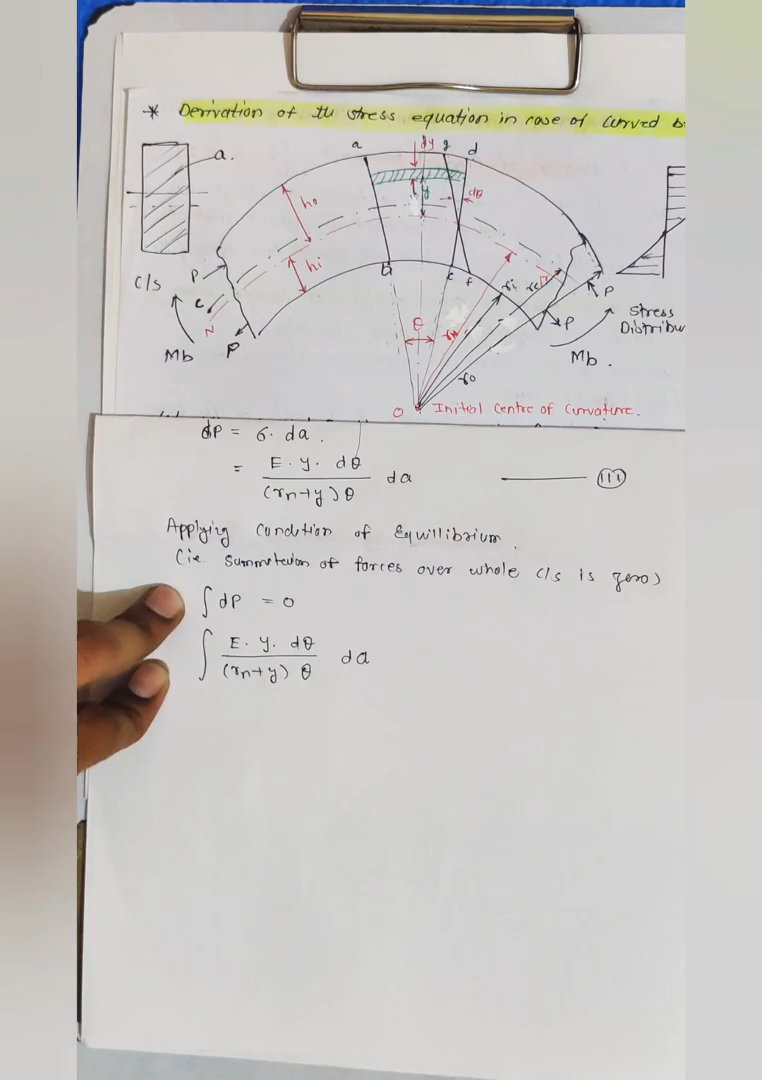 * Derivation of the stress equation in case of Curved b
a g d
dy
a.
y
dθ
ho
hi
b c f
P
C/s
C
N
Mb
P
θ
rn ri rc
ro
P
P
Mb.
Stress
Distribu
O Initial Centre of Curvature.
dP = σ. da.
= E. y. dθ / (rn+y) θ da ——— (III)
Applying Condition of Equillibrium.
(ie summation of forces over whole c/s is zero)
∫ dP = 0
∫ E. y. dθ / (rn+y) θ da